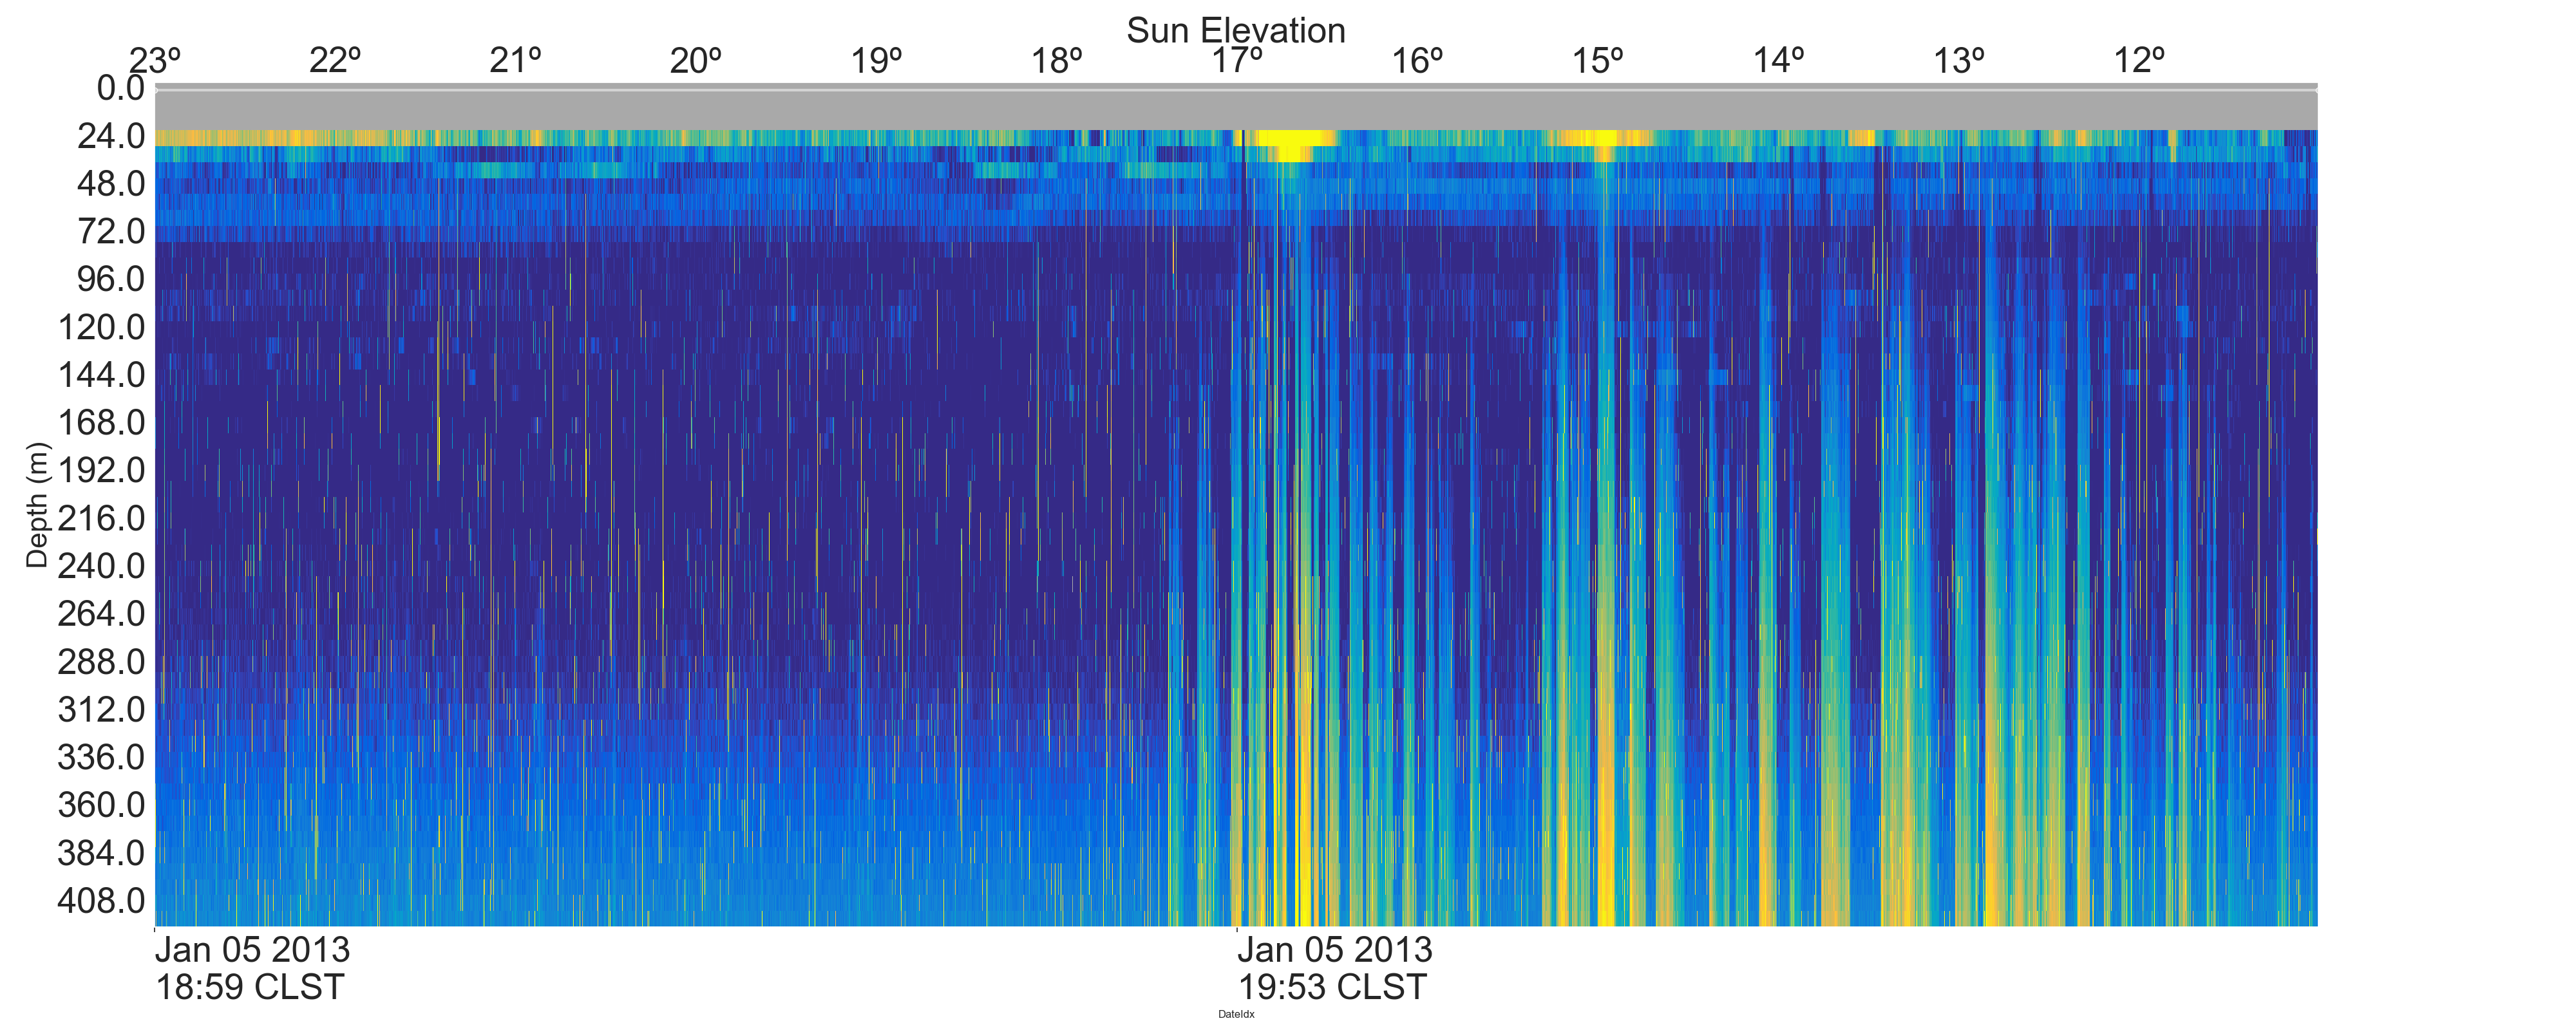 Sun Elevation
23º 22º 21º 20º 19º 18º 17º 16º 15º 14º 13º 12º
0.0
24.0
48.0
72.0
96.0
120.0
144.0
168.0
192.0
216.0
240.0
264.0
288.0
312.0
336.0
360.0
384.0
408.0
Depth (m)
Jan 05 2013
18:59 CLST
Jan 05 2013
19:53 CLST
DateIdx